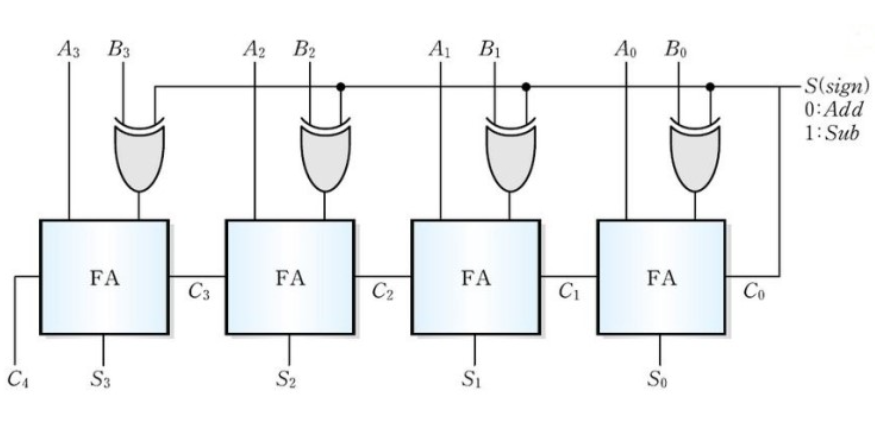 A₃ B₃ A₂ B₂ A₁ B₁ A₀ B₀
S(sign)
0:Add
1:Sub
FA FA FA FA
C₃ C₂ C₁ C₀
C₄ S₃ S₂ S₁ S₀